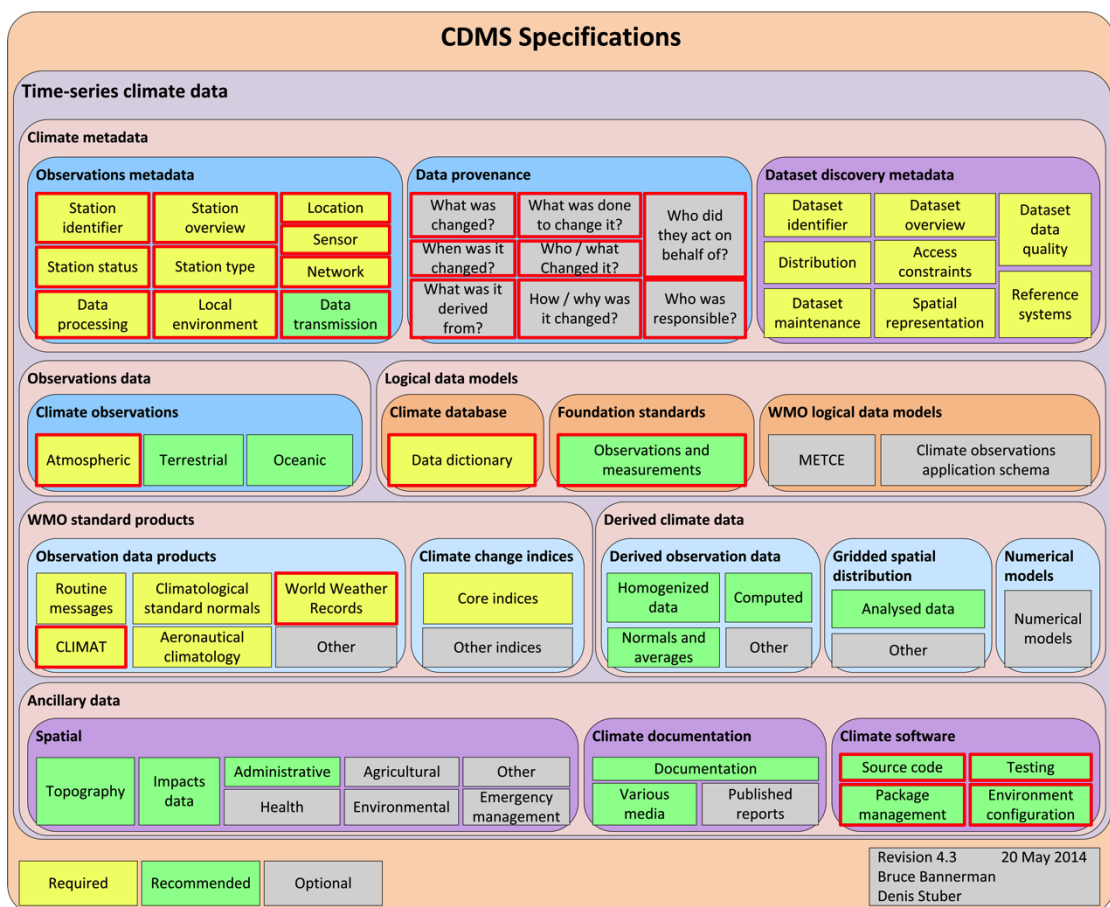 CDMS Specifications
Time-series climate data
Climate metadata
Observations metadata
Station
identifier
Station
overview
Location
Sensor
Station status
Station type
Network
Data
processing
Local
environment
Data
transmission
Data provenance
What was
changed?
What was done
to change it?
Who did
they act on
behalf of?
When was it
changed?
Who / what
Changed it?
What was it
derived
from?
How / why was
it changed?
Who was
responsible?
Dataset discovery metadata
Dataset
identifier
Dataset
overview
Dataset
data
quality
Distribution
Access
constraints
Dataset
maintenance
Spatial
representation
Reference
systems
Observations data
Climate observations
Atmospheric
Terrestrial
Oceanic
Logical data models
Climate database
Data dictionary
Foundation standards
Observations and
measurements
WMO logical data models
METCE
Climate observations
application schema
WMO standard products
Observation data products
Routine
messages
Climatological
standard normals
World Weather
Records
CLIMAT
Aeronautical
climatology
Other
Climate change indices
Core indices
Other indices
Derived climate data
Derived observation data
Homogenized
data
Computed
Normals and
averages
Other
Gridded spatial
distribution
Analysed data
Other
Numerical
models
Numerical
models
Ancillary data
Spatial
Topography
Impacts
data
Administrative
Agricultural
Other
Health
Environmental
Emergency
management
Climate documentation
Documentation
Various
media
Published
reports
Climate software
Source code
Testing
Package
management
Environment
configuration
Required
Recommended
Optional
Revision 4.3 20 May 2014
Bruce Bannerman
Denis Stuber